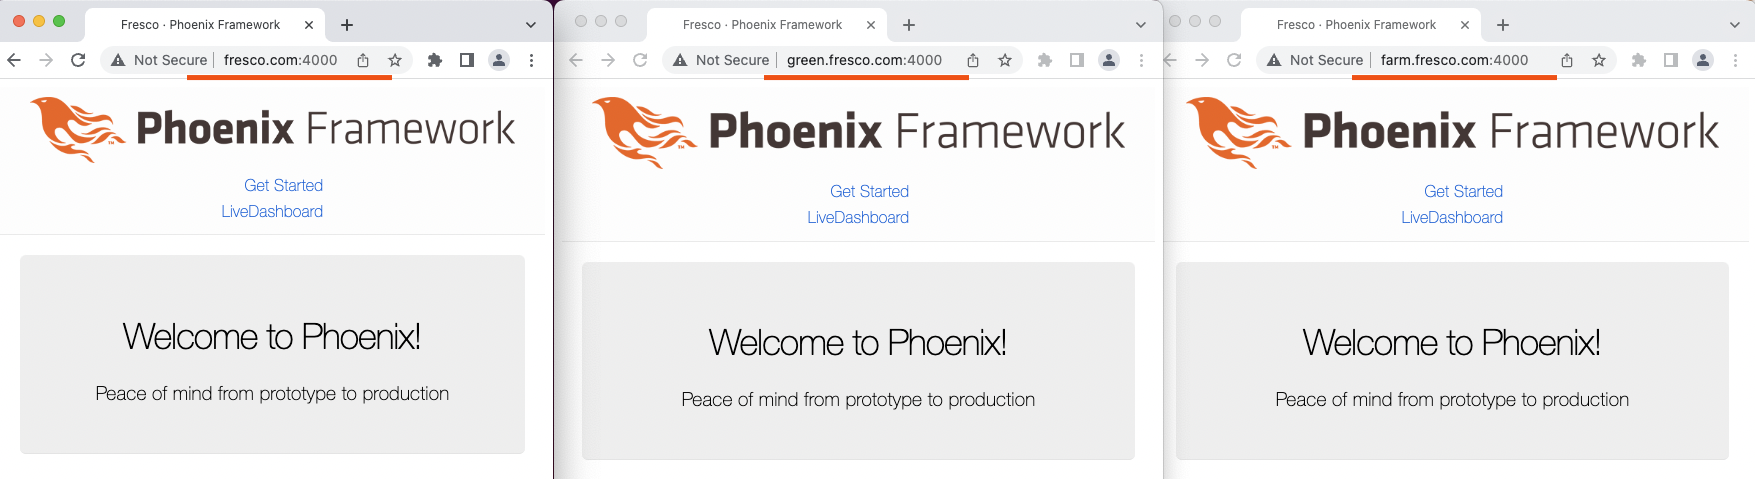 Fresco · Phoenix Framework
Not Secure fresco.com:4000
Phoenix Framework
TM
Get Started
LiveDashboard
Welcome to Phoenix!
Peace of mind from prototype to production
Fresco · Phoenix Framework
Not Secure green.fresco.com:4000
Phoenix Framework
TM
Get Started
LiveDashboard
Welcome to Phoenix!
Peace of mind from prototype to production
Fresco · Phoenix Framework
Not Secure farm.fresco.com:4000
Phoenix Framework
TM
Get Started
LiveDashboard
Welcome to Phoenix!
Peace of mind from prototype to production